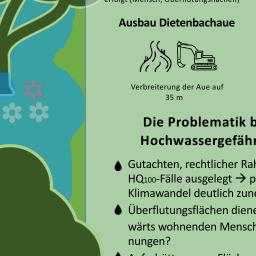 erfolgt (Mensch, Überflutungsflächen)
Ausbau Dietenbachaue
Verbreiterung der Aue auf
35 m
Die Problematik b
Hochwassergefähr
Gutachten, rechtlicher Rah
HQ100-Fälle ausgelegt → p
Klimawandel deutlich zune
Überflutungsflächen diene
wärts wohnenden Mensch
nungen?